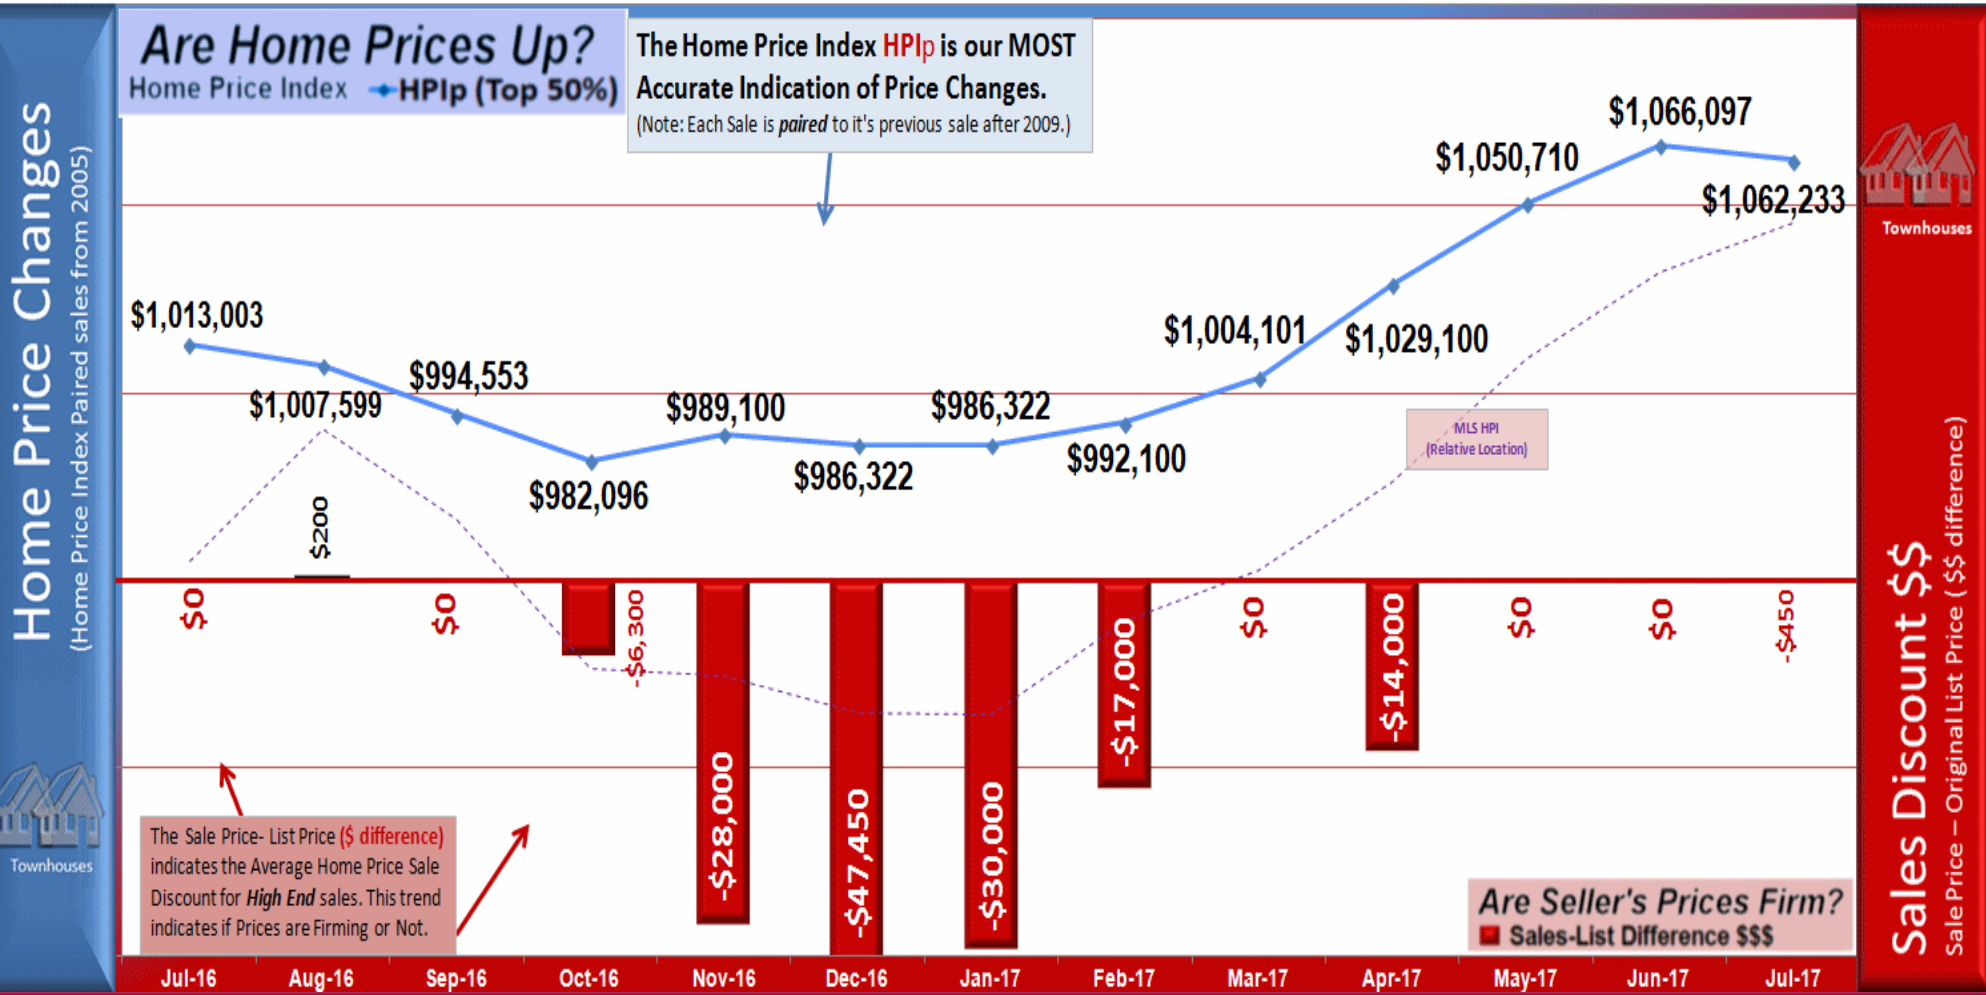 Are Home Prices Up?
Home Price Index HPIp (Top 50%)
The Home Price Index HPIp is our MOST
Accurate Indication of Price Changes.
(Note: Each Sale is paired to it's previous sale after 2009.)
Home Price Changes
(Home Price Index Paired sales from 2005)
Townhouses
$1,013,003
$1,007,599
$994,553
$982,096
$989,100
$986,322
$986,322
$992,100
$1,004,101
$1,029,100
$1,050,710
$1,066,097
$1,062,233
MLS HPI
(Relative Location)
$0
$200
$0
-$6,300
-$28,000
-$47,450
-$30,000
-$17,000
$0
-$14,000
$0
$0
-$450
The Sale Price- List Price ($ difference)
indicates the Average Home Price Sale
Discount for High End sales. This trend
indicates if Prices are Firming or Not.
Are Seller's Prices Firm?
Sales-List Difference $$$
Jul-16 Aug-16 Sep-16 Oct-16 Nov-16 Dec-16 Jan-17 Feb-17 Mar-17 Apr-17 May-17 Jun-17 Jul-17
Townhouses
Sales Discount $$
Sale Price – Original List Price ( $$ difference)